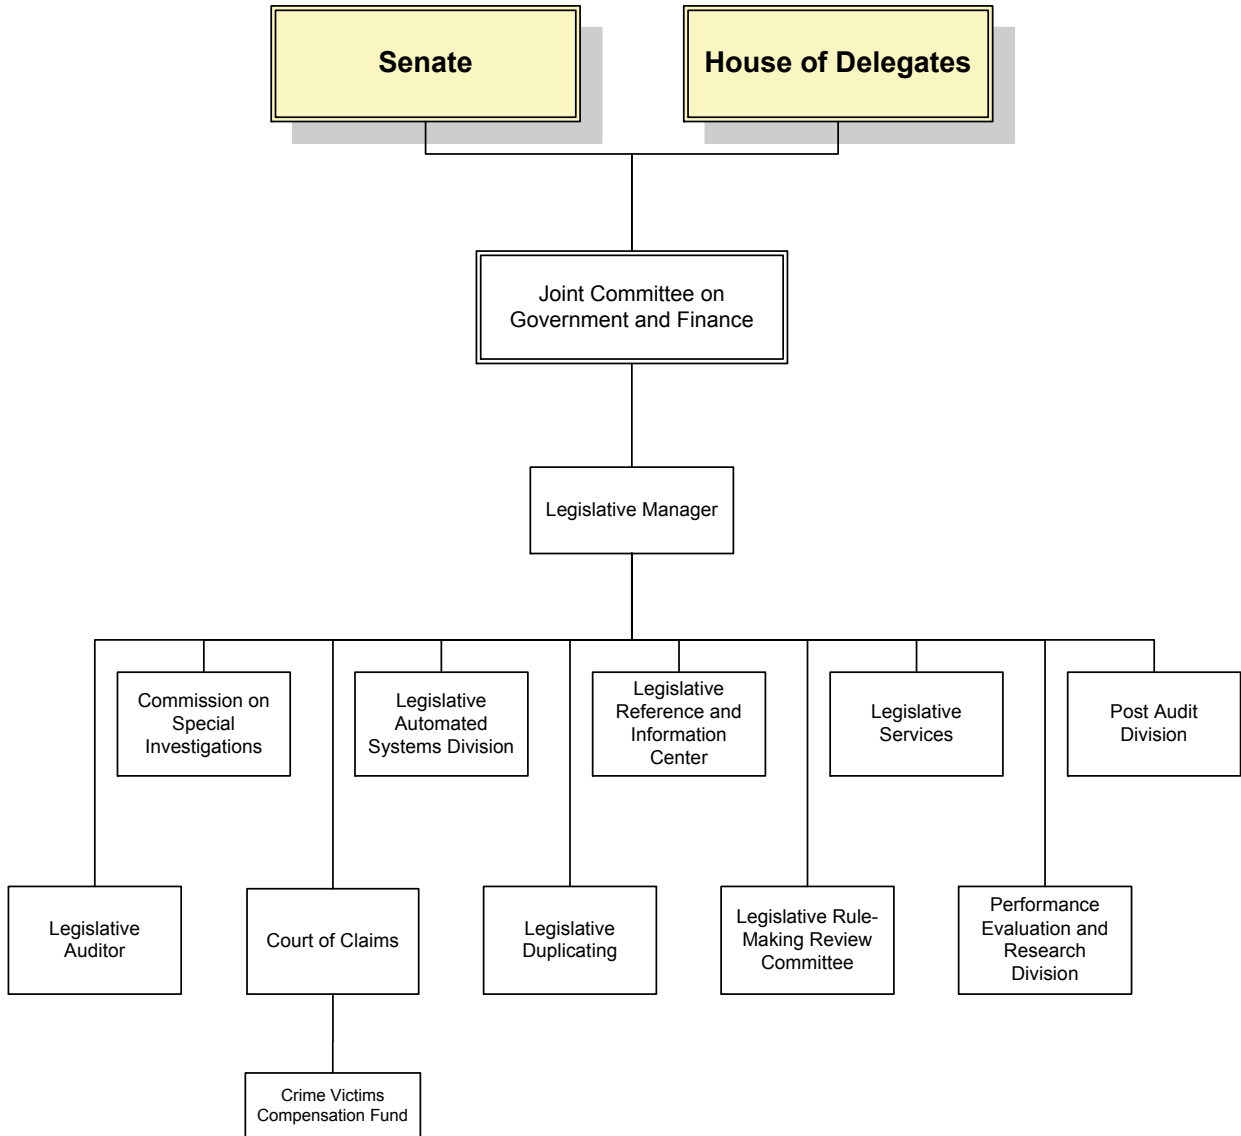 Senate
House of Delegates
Joint Committee on
Government and Finance
Legislative Manager
Commission on
Special
Investigations
Legislative
Automated
Systems Division
Legislative
Reference and
Information
Center
Legislative
Services
Post Audit
Division
Legislative
Auditor
Court of Claims
Legislative
Duplicating
Legislative Rule-
Making Review
Committee
Performance
Evaluation and
Research
Division
Crime Victims
Compensation Fund